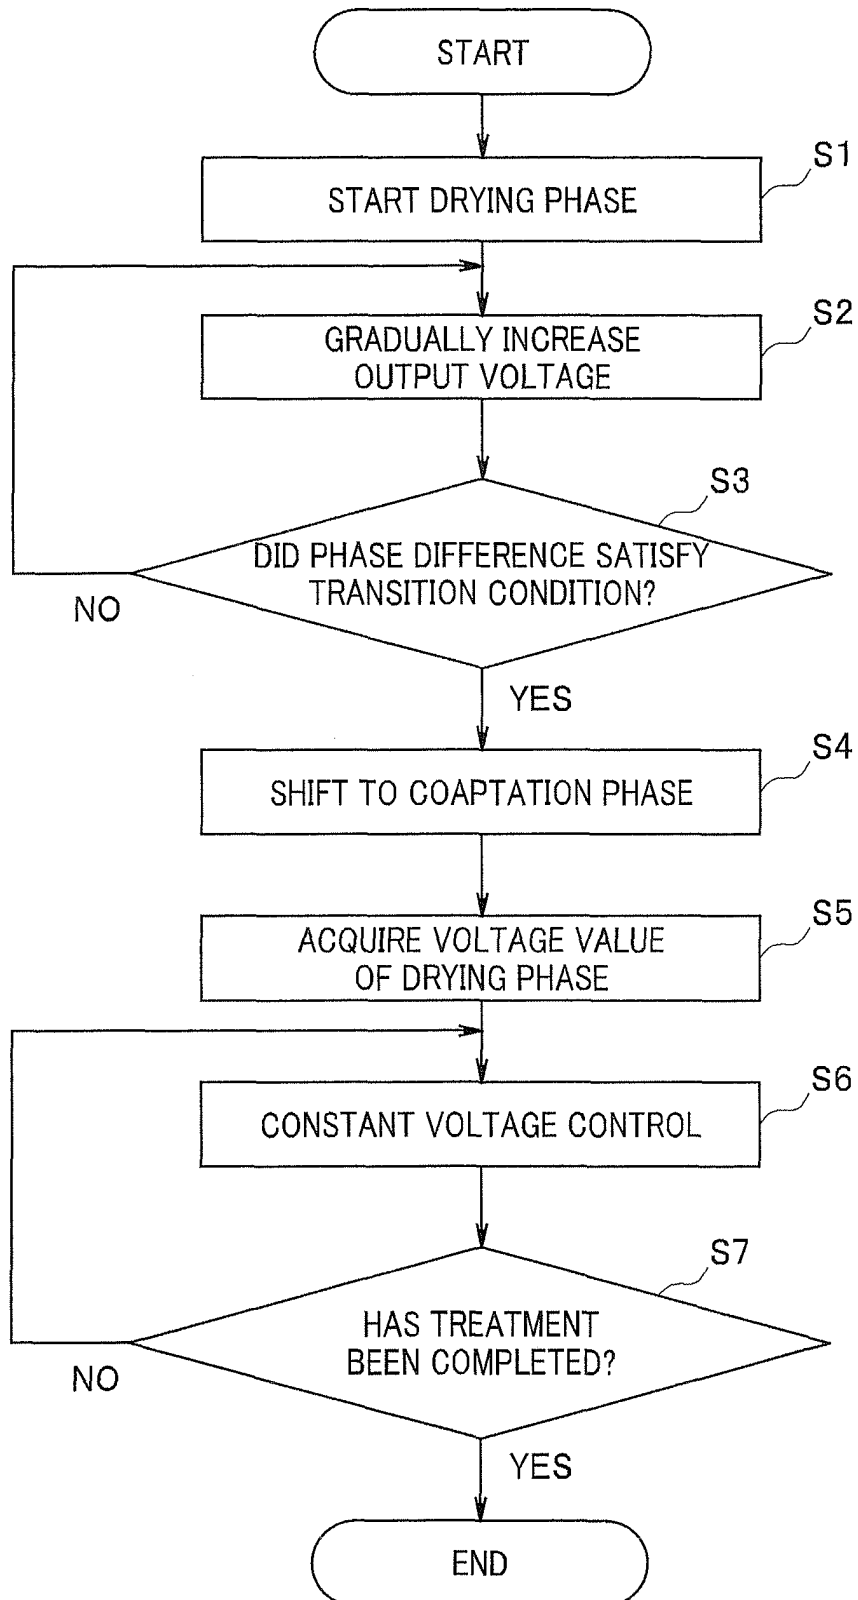 START
S1
START DRYING PHASE
S2
GRADUALLY INCREASE
OUTPUT VOLTAGE
S3
DID PHASE DIFFERENCE SATISFY
TRANSITION CONDITION?
NO
YES
S4
SHIFT TO COAPTATION PHASE
S5
ACQUIRE VOLTAGE VALUE
OF DRYING PHASE
S6
CONSTANT VOLTAGE CONTROL
S7
HAS TREATMENT
BEEN COMPLETED?
NO
YES
END